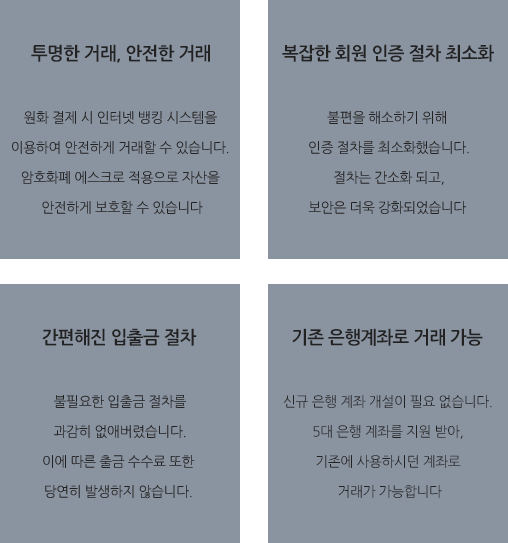 투명한 거래, 안전한 거래
원화 결제 시 인터넷 뱅킹 시스템을
이용하여 안전하게 거래할 수 있습니다.
암호화폐 에스크로 적용으로 자산을
안전하게 보호할 수 있습니다
복잡한 회원 인증 절차 최소화
불편을 해소하기 위해
인증 절차를 최소화했습니다.
절차는 간소화 되고,
보안은 더욱 강화되었습니다
간편해진 입출금 절차
불필요한 입출금 절차를
과감히 없애버렸습니다.
이에 따른 출금 수수료 또한
당연히 발생하지 않습니다.
기존 은행계좌로 거래 가능
신규 은행 계좌 개설이 필요 없습니다.
5대 은행 계좌를 지원 받아,
기존에 사용하시던 계좌로
거래가 가능합니다